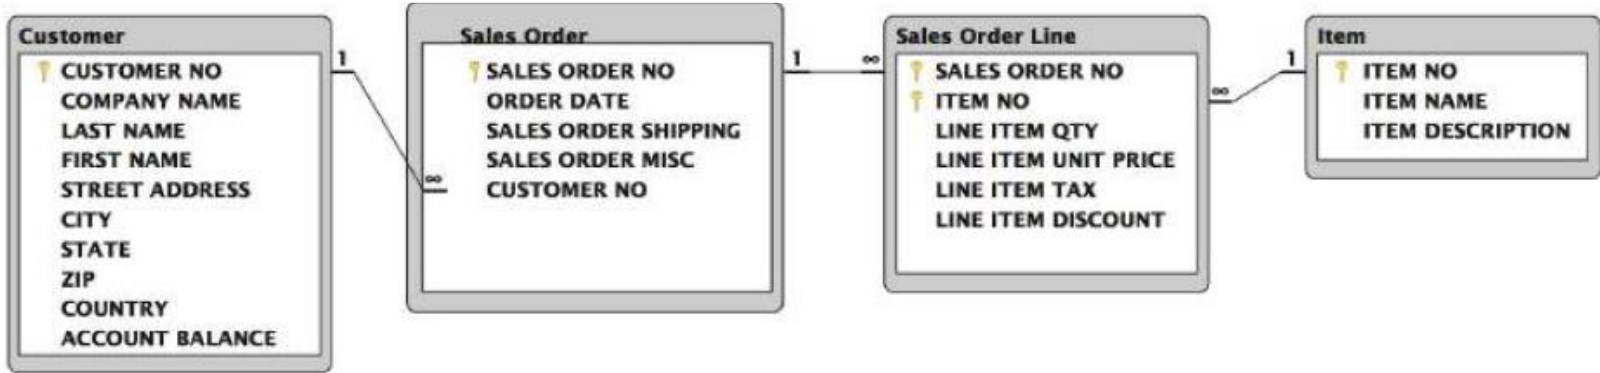 Customer
CUSTOMER NO
COMPANY NAME
LAST NAME
FIRST NAME
STREET ADDRESS
CITY
STATE
ZIP
COUNTRY
ACCOUNT BALANCE
1
∞
Sales Order
SALES ORDER NO
ORDER DATE
SALES ORDER SHIPPING
SALES ORDER MISC
CUSTOMER NO
1
∞
Sales Order Line
SALES ORDER NO
ITEM NO
LINE ITEM QTY
LINE ITEM UNIT PRICE
LINE ITEM TAX
LINE ITEM DISCOUNT
∞
1
Item
ITEM NO
ITEM NAME
ITEM DESCRIPTION